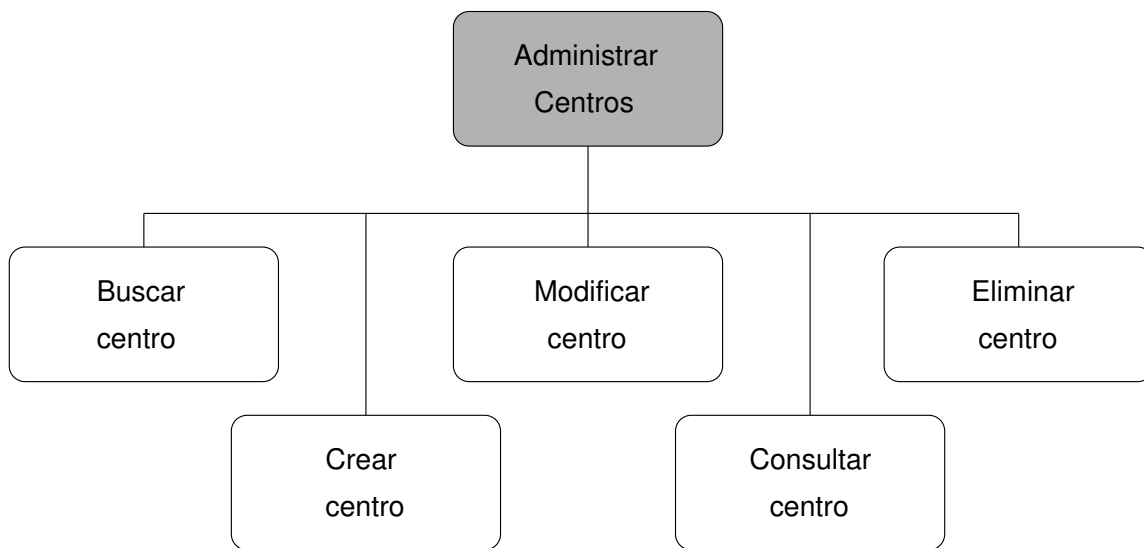 Administrar
Centros
Buscar
centro
Modificar
centro
Eliminar
centro
Crear
centro
Consultar
centro